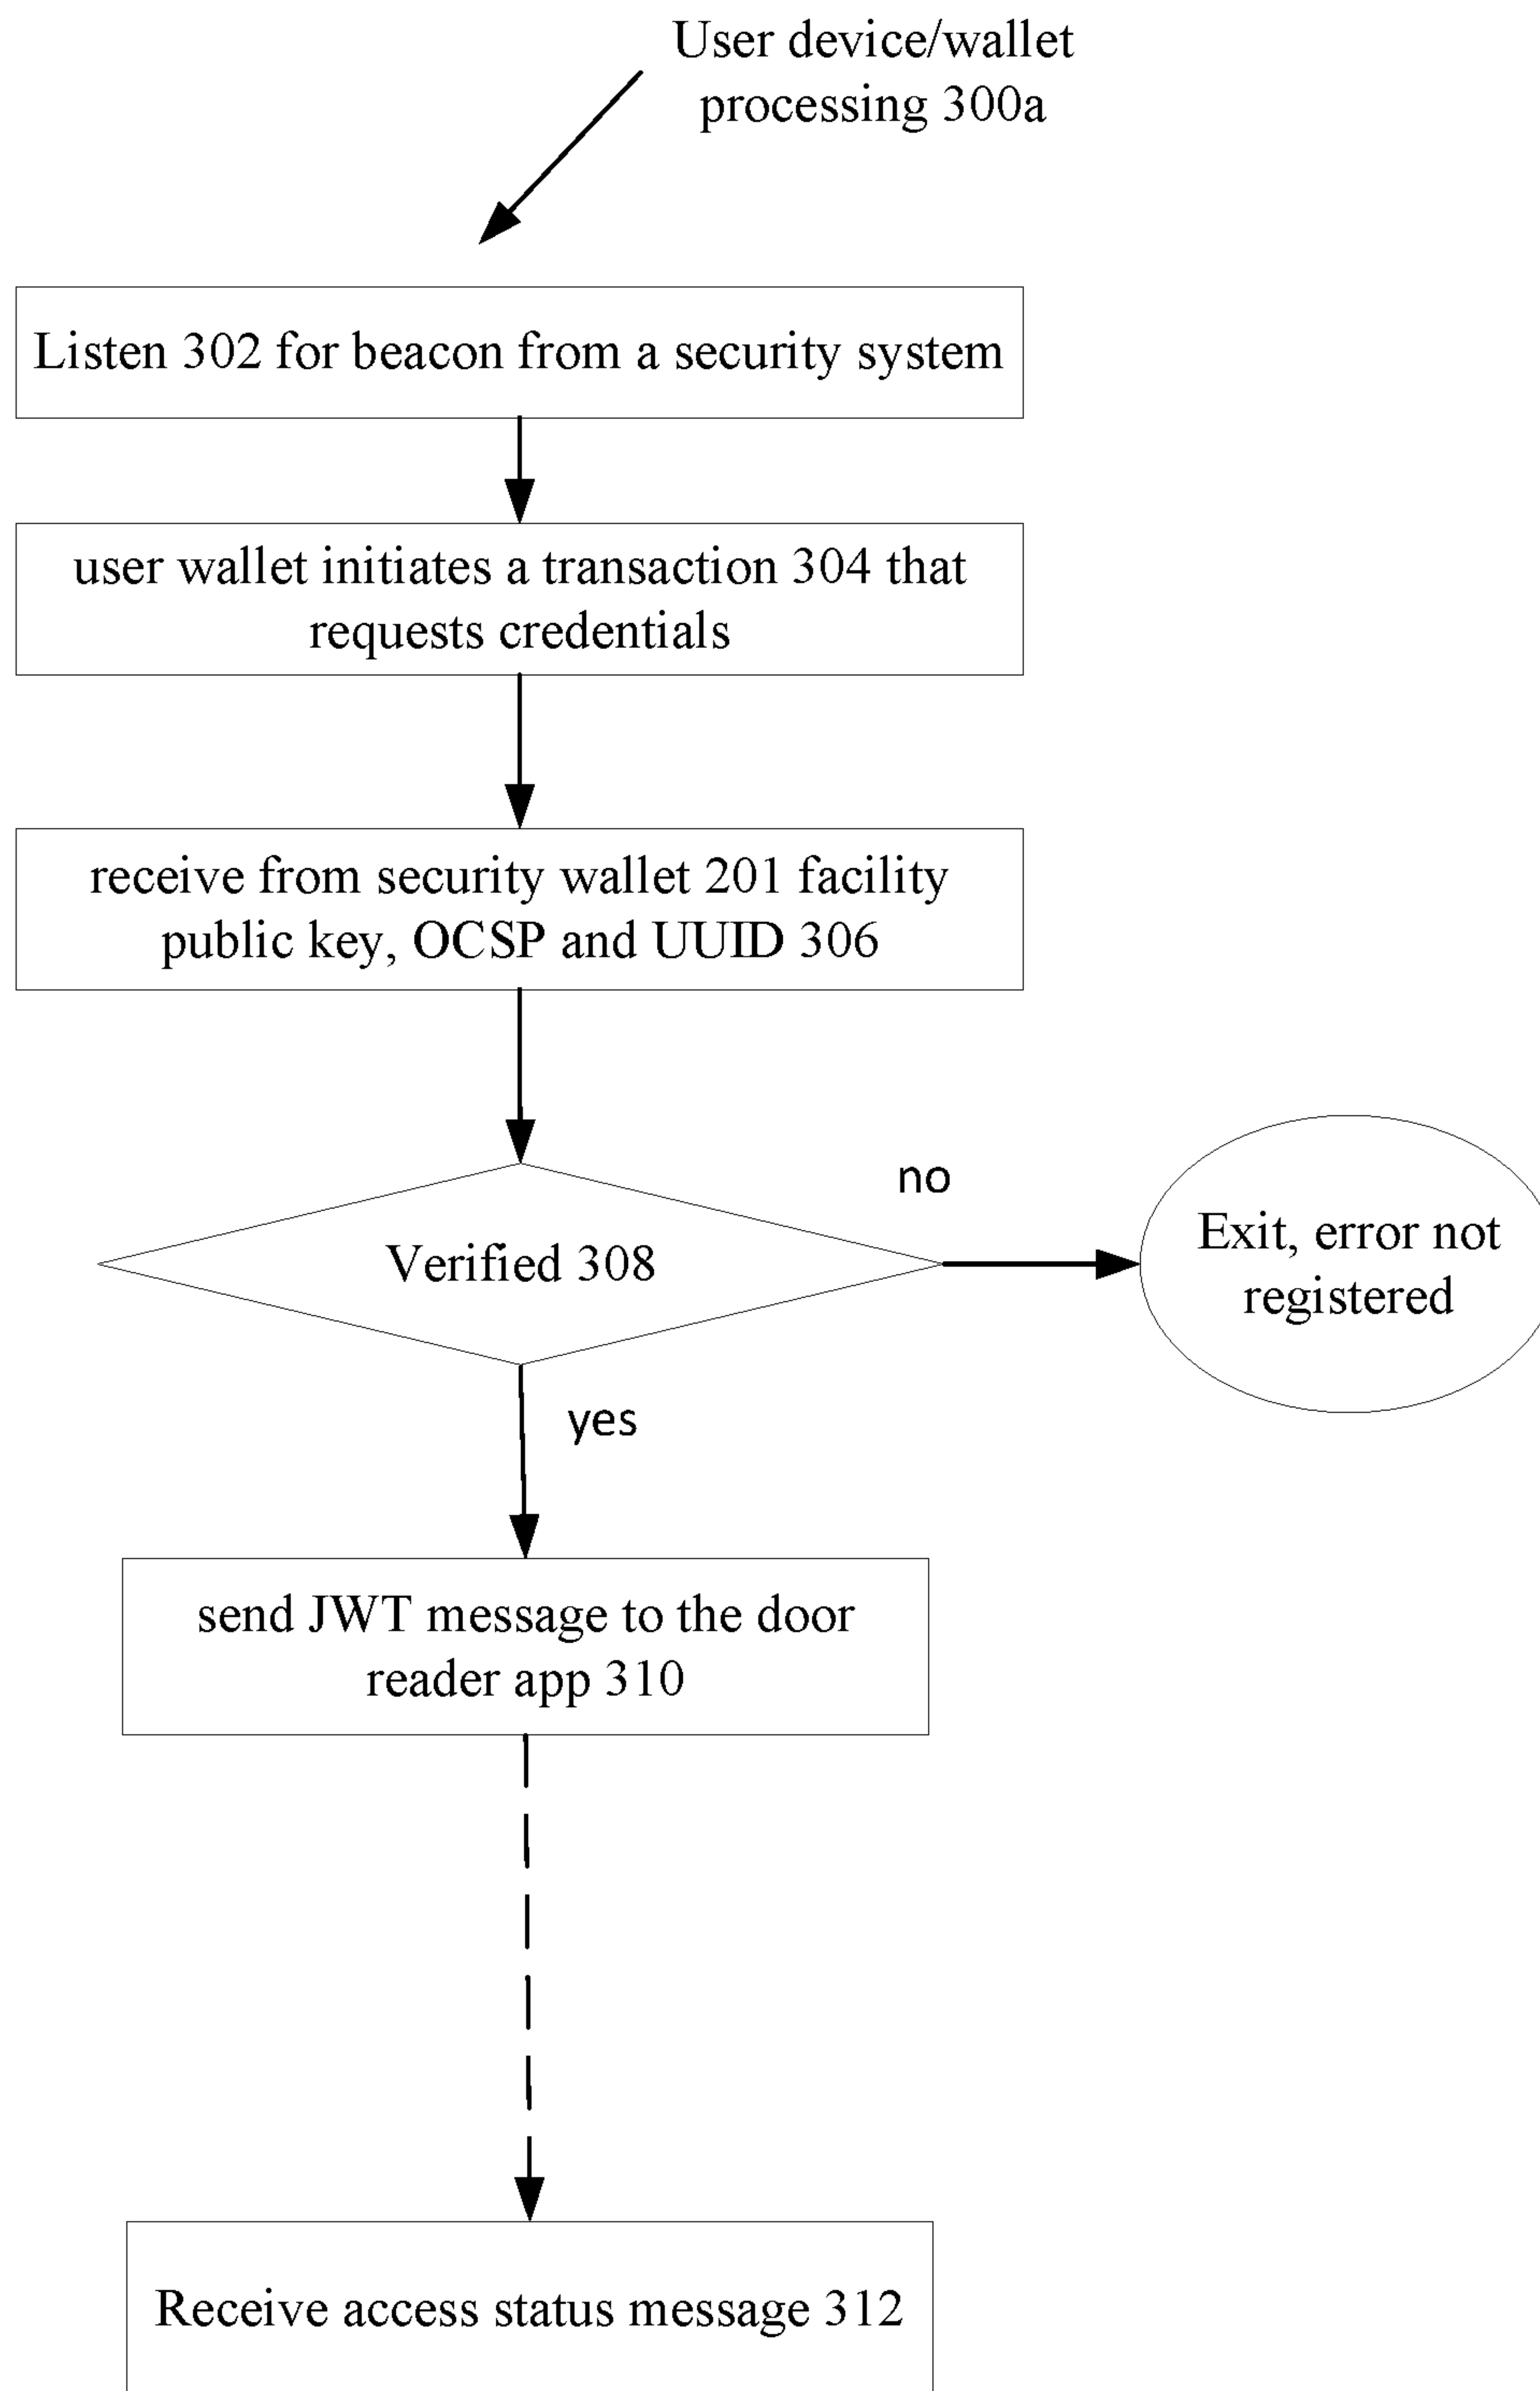 User device/wallet
processing 300a
Listen 302 for beacon from a security system
user wallet initiates a transaction 304 that
requests credentials
receive from security wallet 201 facility
public key, OCSP and UUID 306
Verified 308
no
Exit, error not
registered
yes
send JWT message to the door
reader app 310
Receive access status message 312